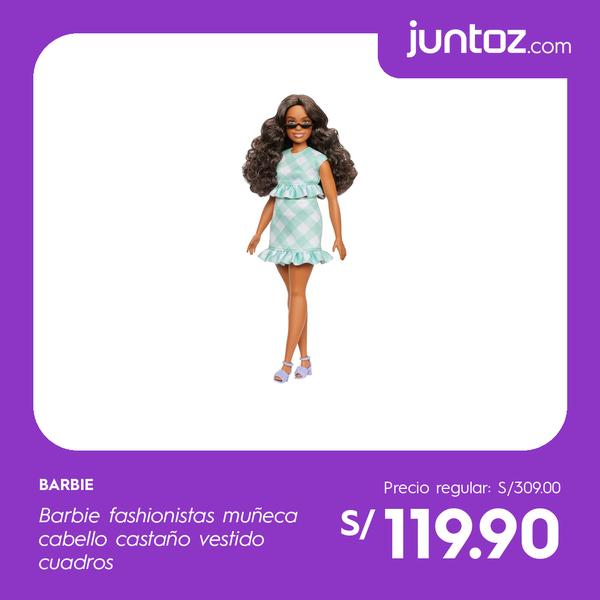 juntoz.com
BARBIE
Barbie fashionistas muñeca
cabello castaño vestido
cuadros
Precio regular: S/309.00
S/119.90